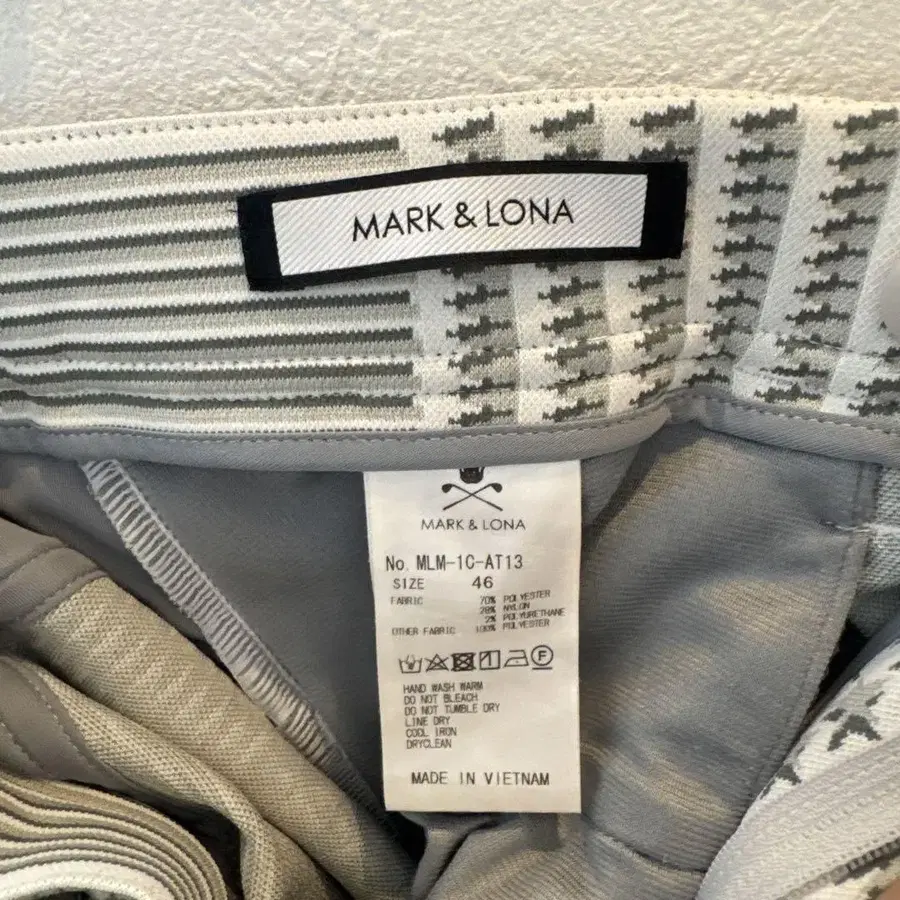 MARK & LONA
MARK & LONA
No. MLM-1C-AT13
SIZE 46
FABRIC 70% POLYESTER
28% NYLON
2% POLYURETHANE
OTHER FABRIC 100% POLYESTER
F
HAND WASH WARM
DO NOT BLEACH
DO NOT TUMBLE DRY
LINE DRY
COOL IRON
DRYCLEAN
MADE IN VIETNAM